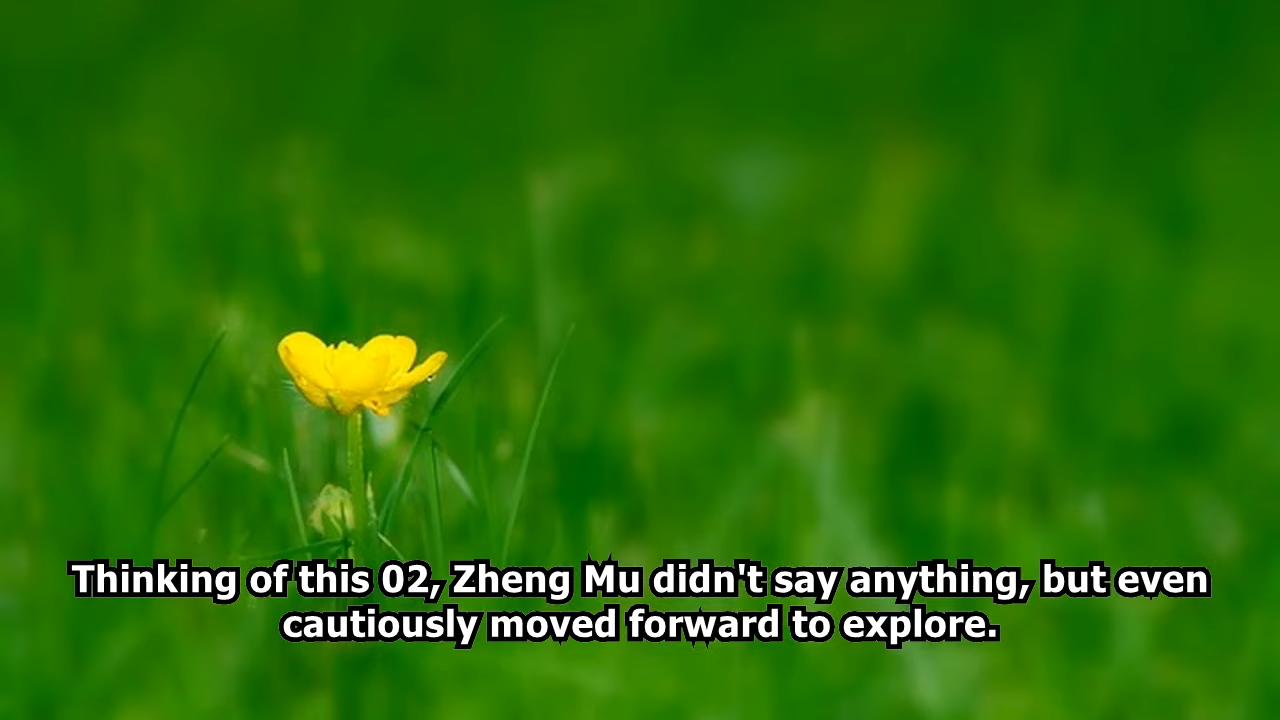 Thinking of this 02, Zheng Mu didn't say anything, but even
cautiously moved forward to explore.